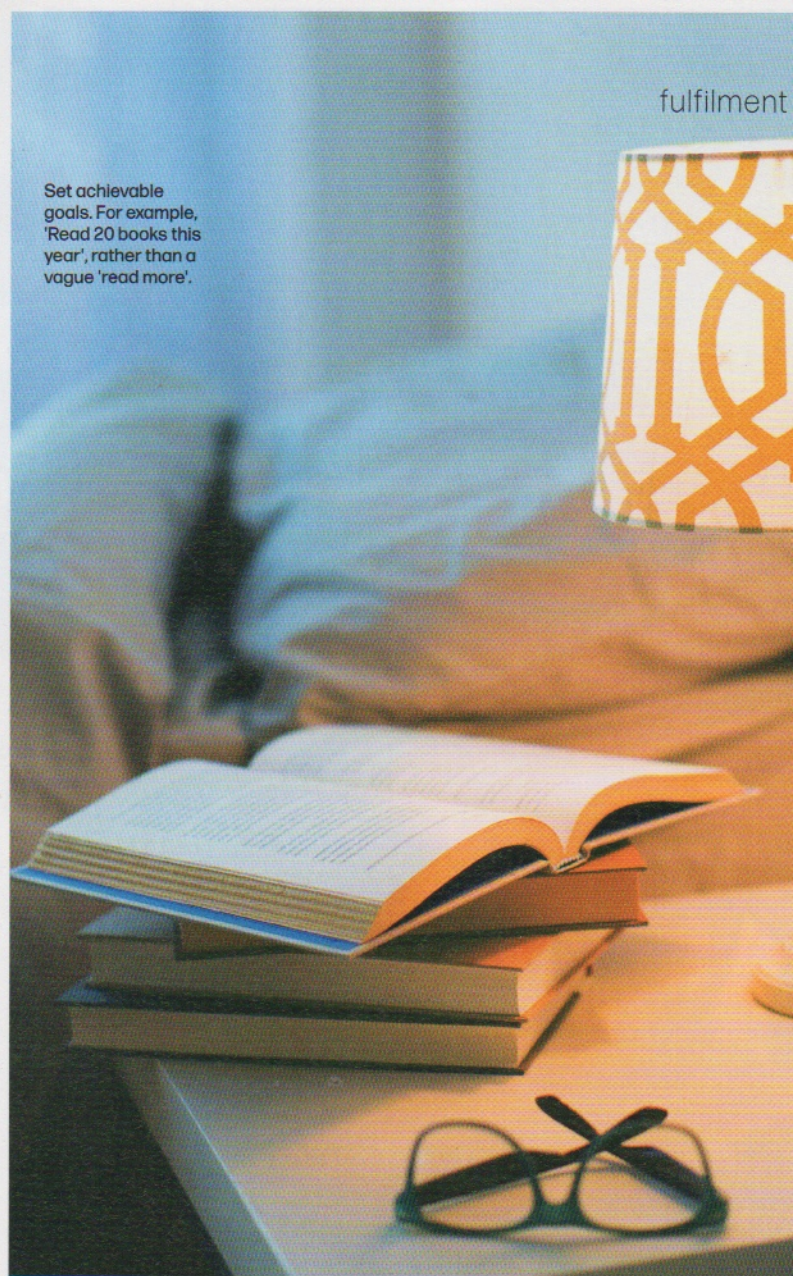 fulfilment
Set achievable
goals. For example,
'Read 20 books this
year', rather than a
vague 'read more'.